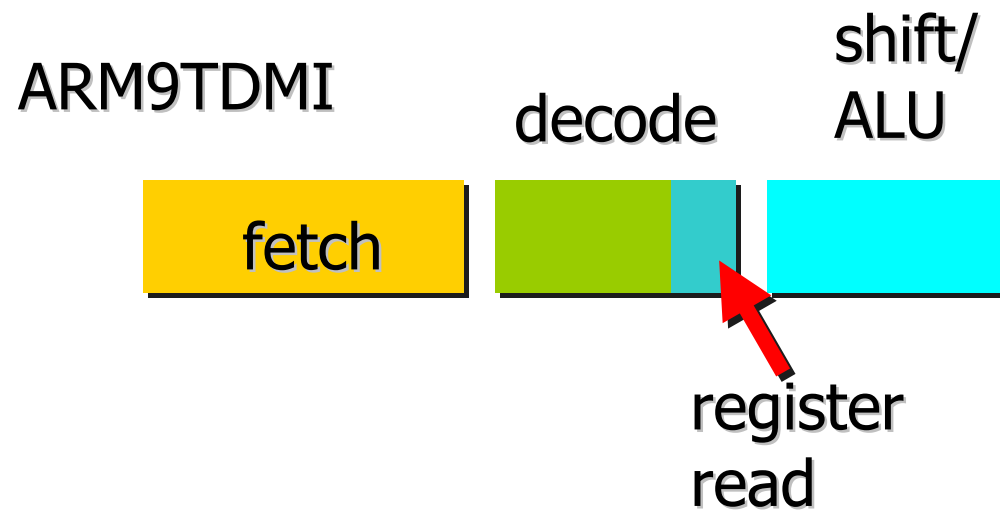 ARM9TDMI
fetch
decode
shift/
ALU
register
read